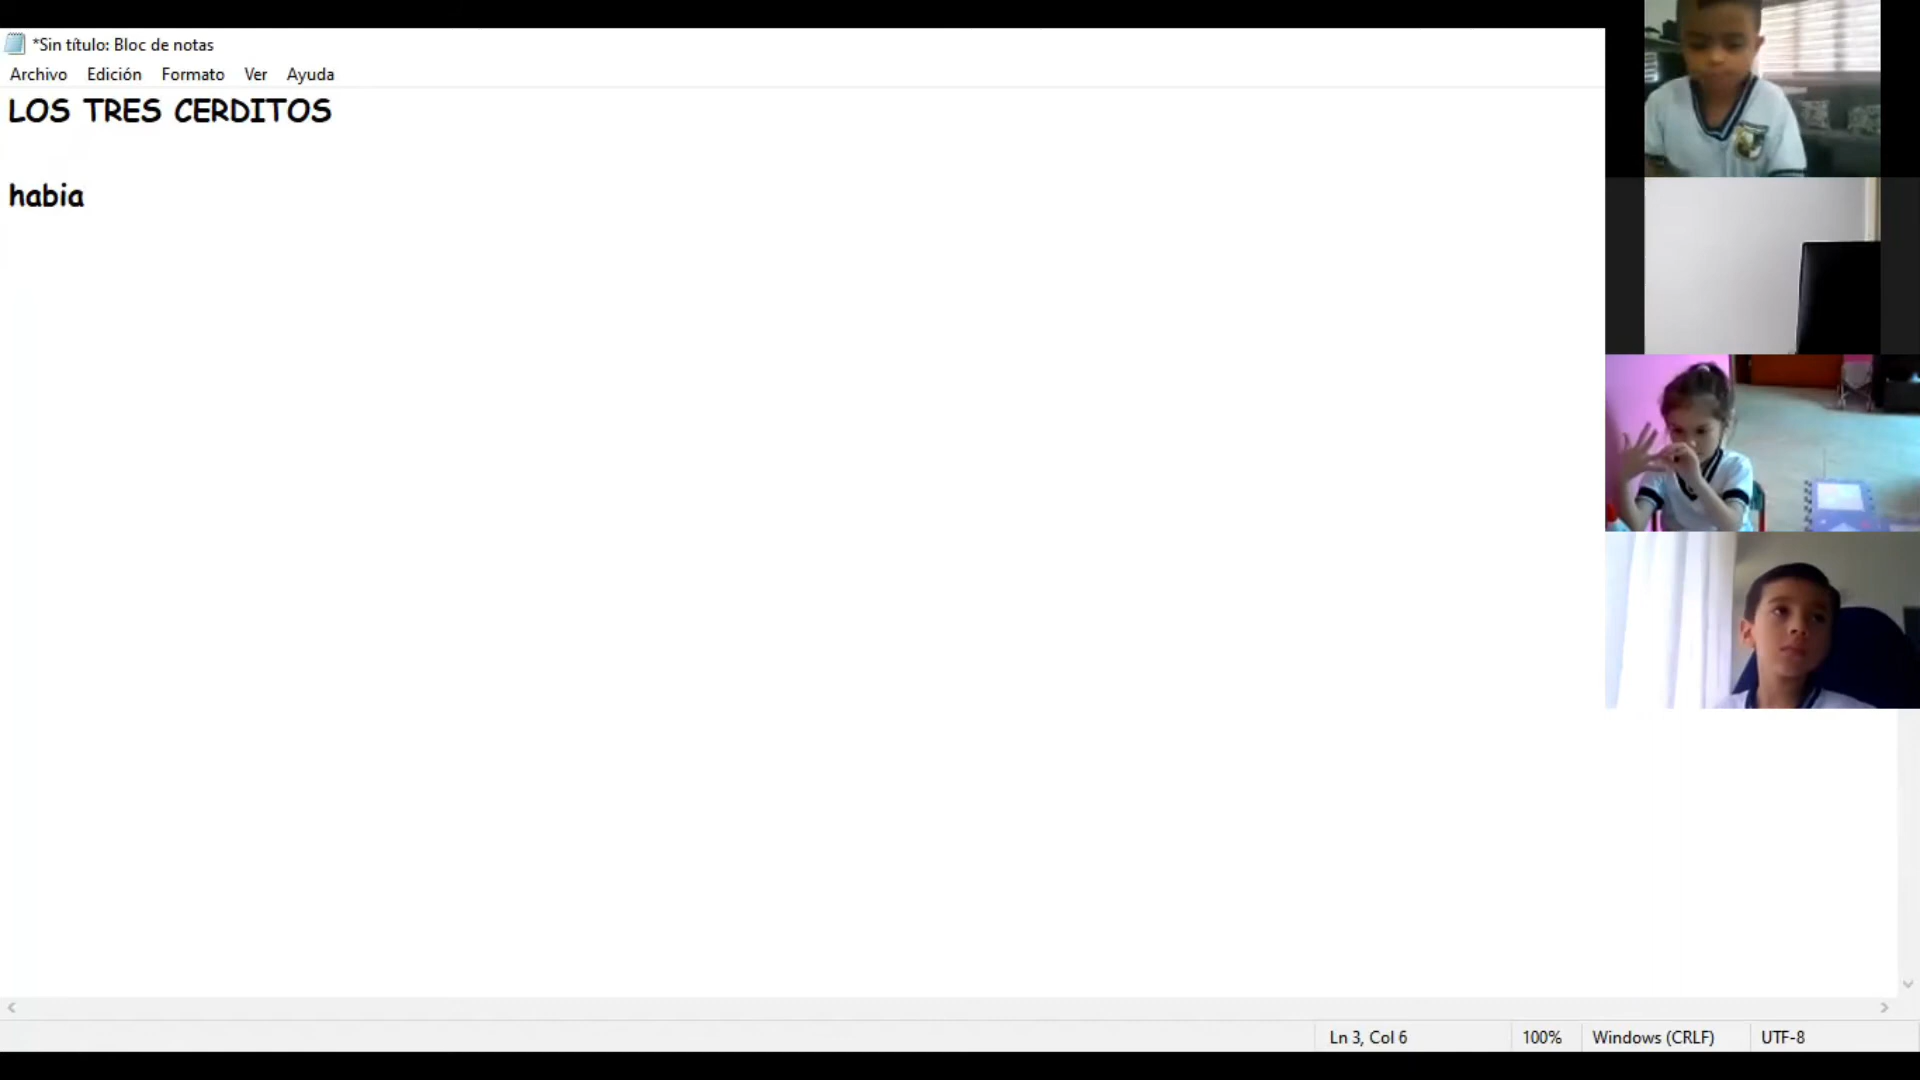 *Sin título: Bloc de notas
Archivo Edición Formato Ver Ayuda
LOS TRES CERDITOS
habia
Ln 3, Col 6 100% Windows (CRLF) UTF-8